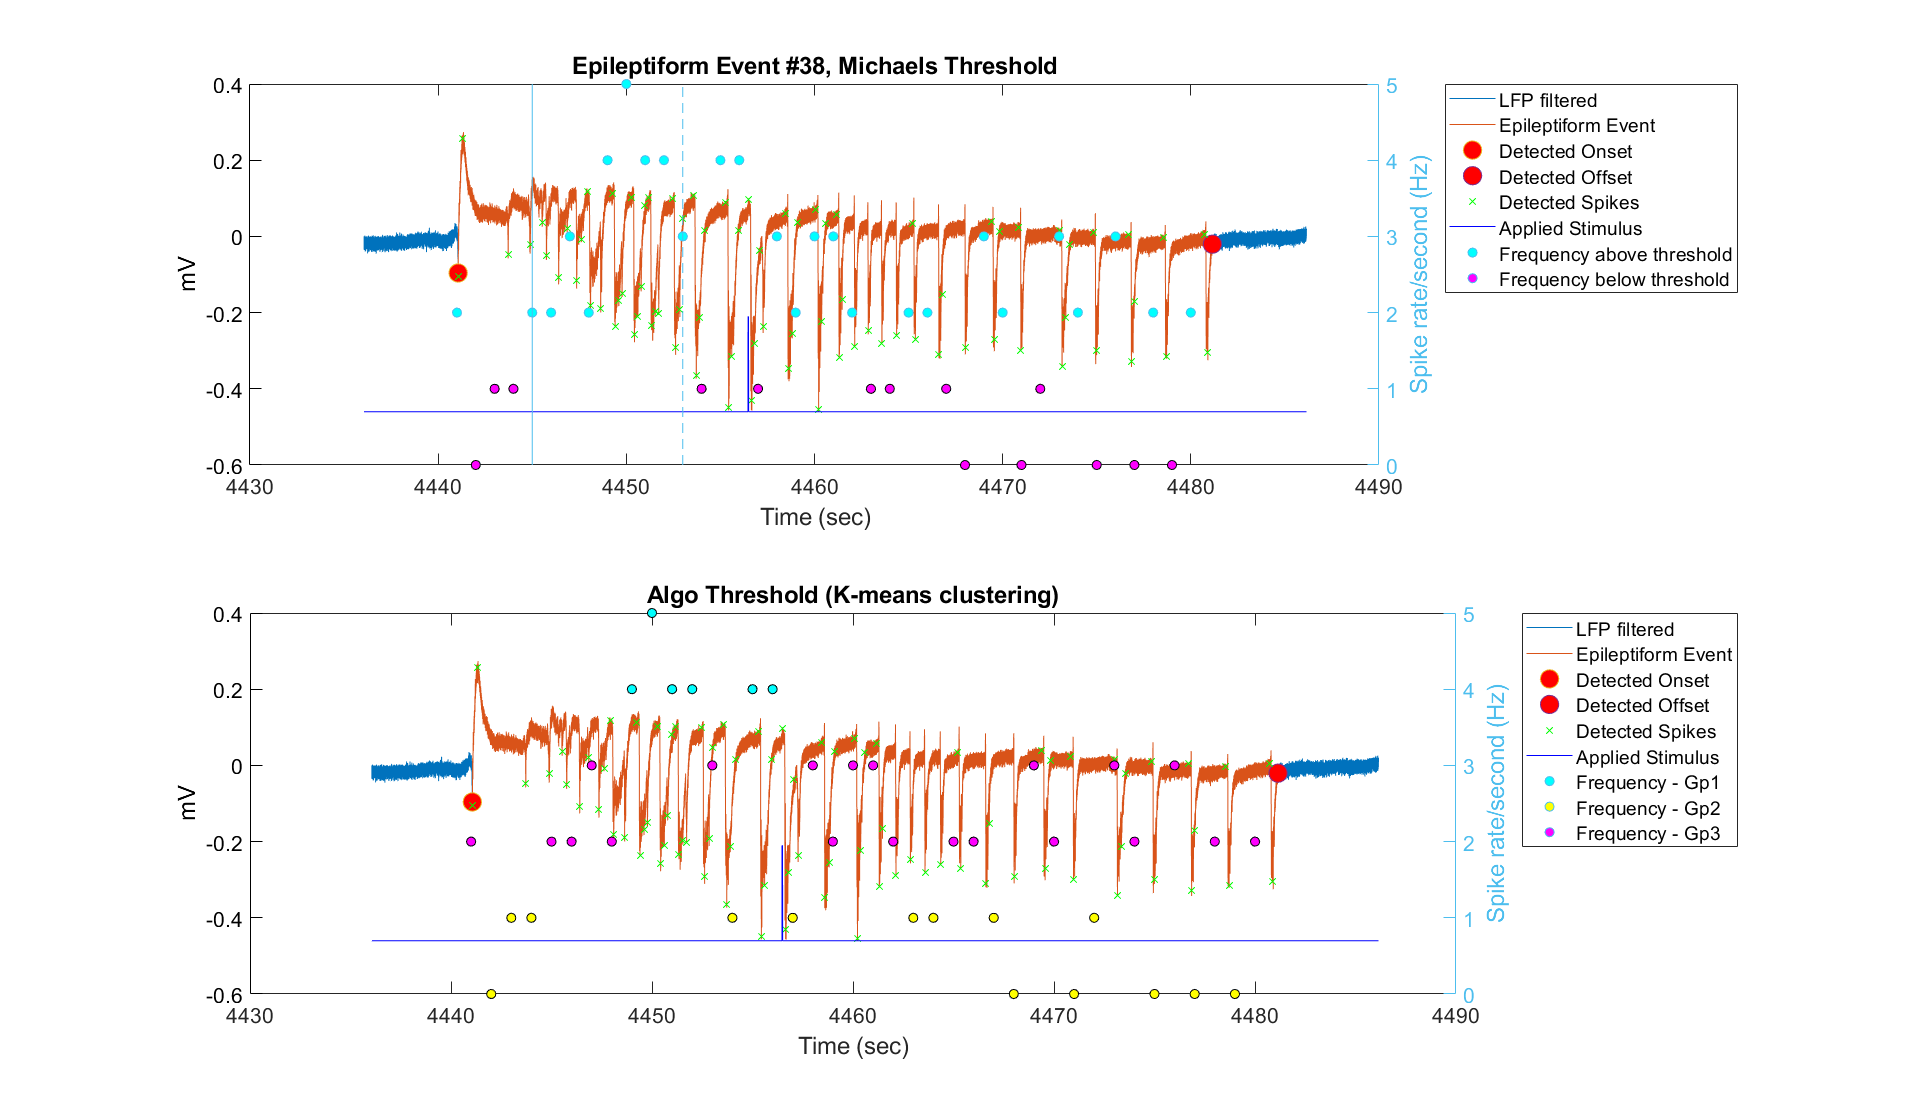 Epileptiform Event #38, Michaels Threshold
0.4
0.2
0
-0.2
-0.4
-0.6
mV
4430
4440
4450
4460
4470
4480
4490
Time (sec)
5
4
3
2
1
0
Spike rate/second (Hz)
LFP filtered
Epileptiform Event
Detected Onset
Detected Offset
Detected Spikes
Applied Stimulus
Frequency above threshold
Frequency below threshold
Algo Threshold (K-means clustering)
0.4
0.2
0
-0.2
-0.4
-0.6
mV
4430
4440
4450
4460
4470
4480
4490
Time (sec)
5
4
3
2
1
0
Spike rate/second (Hz)
LFP filtered
Epileptiform Event
Detected Onset
Detected Offset
Detected Spikes
Applied Stimulus
Frequency - Gp1
Frequency - Gp2
Frequency - Gp3